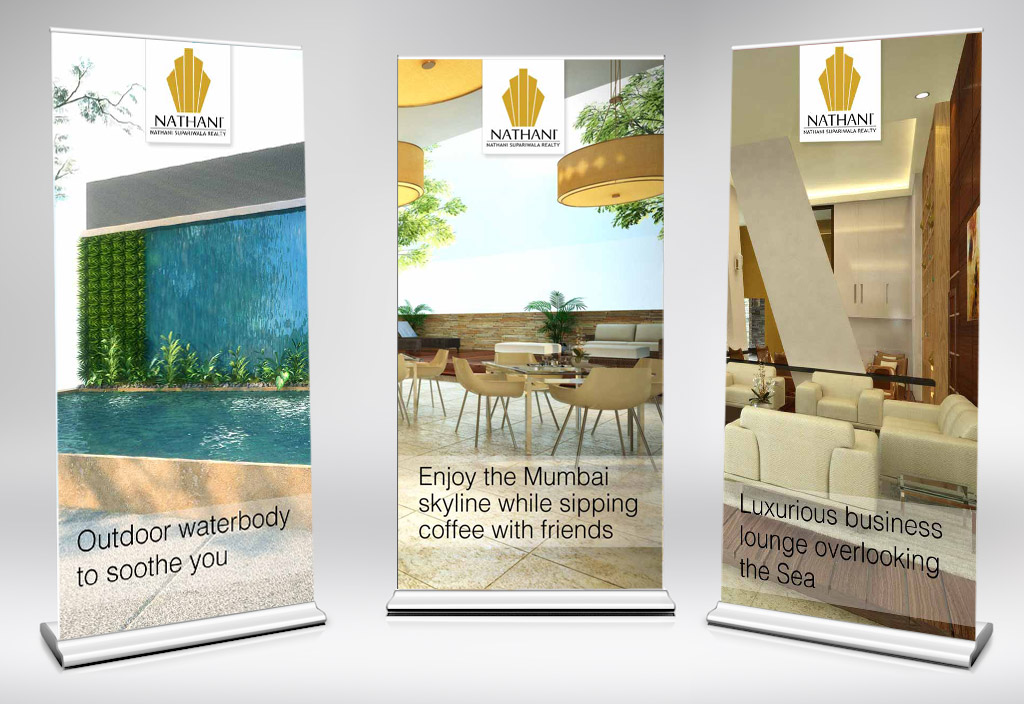 NATHANI
NATHANI SUPARIWALA REALTY
Outdoor waterbody
to soothe you
NATHANI
NATHANI SUPARIWALA REALTY
Enjoy the Mumbai
skyline while sipping
coffee with friends
NATHANI
NATHANI SUPARIWALA REALTY
Luxurious business
lounge overlooking
the Sea